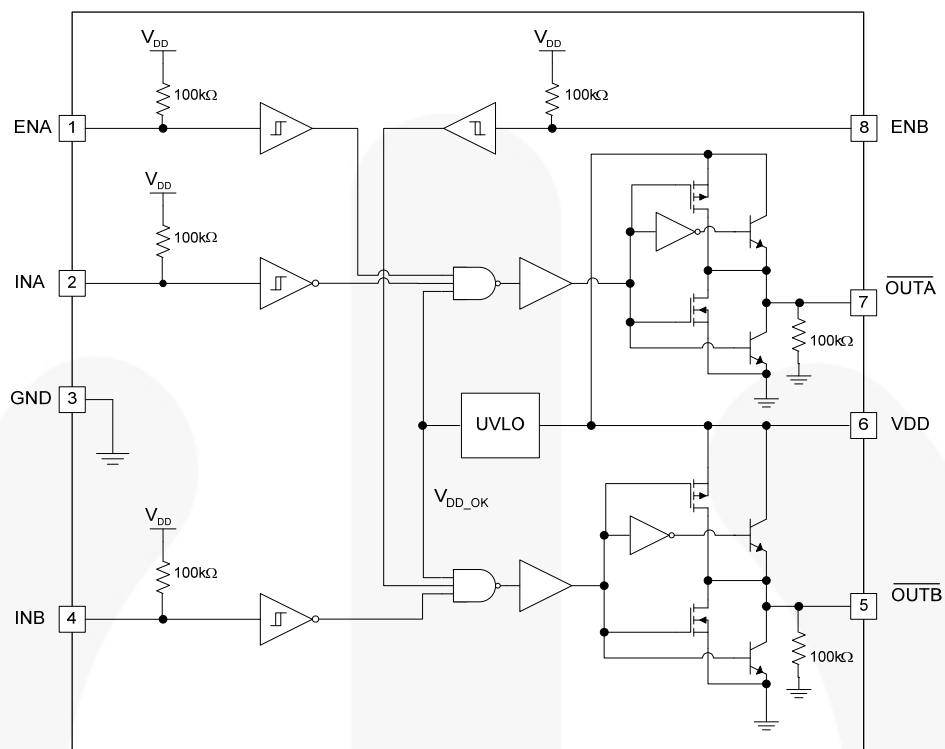 V_DD
100kΩ
V_DD
100kΩ
ENA
1
8
ENB
V_DD
100kΩ
INA
2
7
OUTA
100kΩ
GND
3
UVLO
6
VDD
V_DD_OK
V_DD
100kΩ
INB
4
5
OUTB
100kΩ